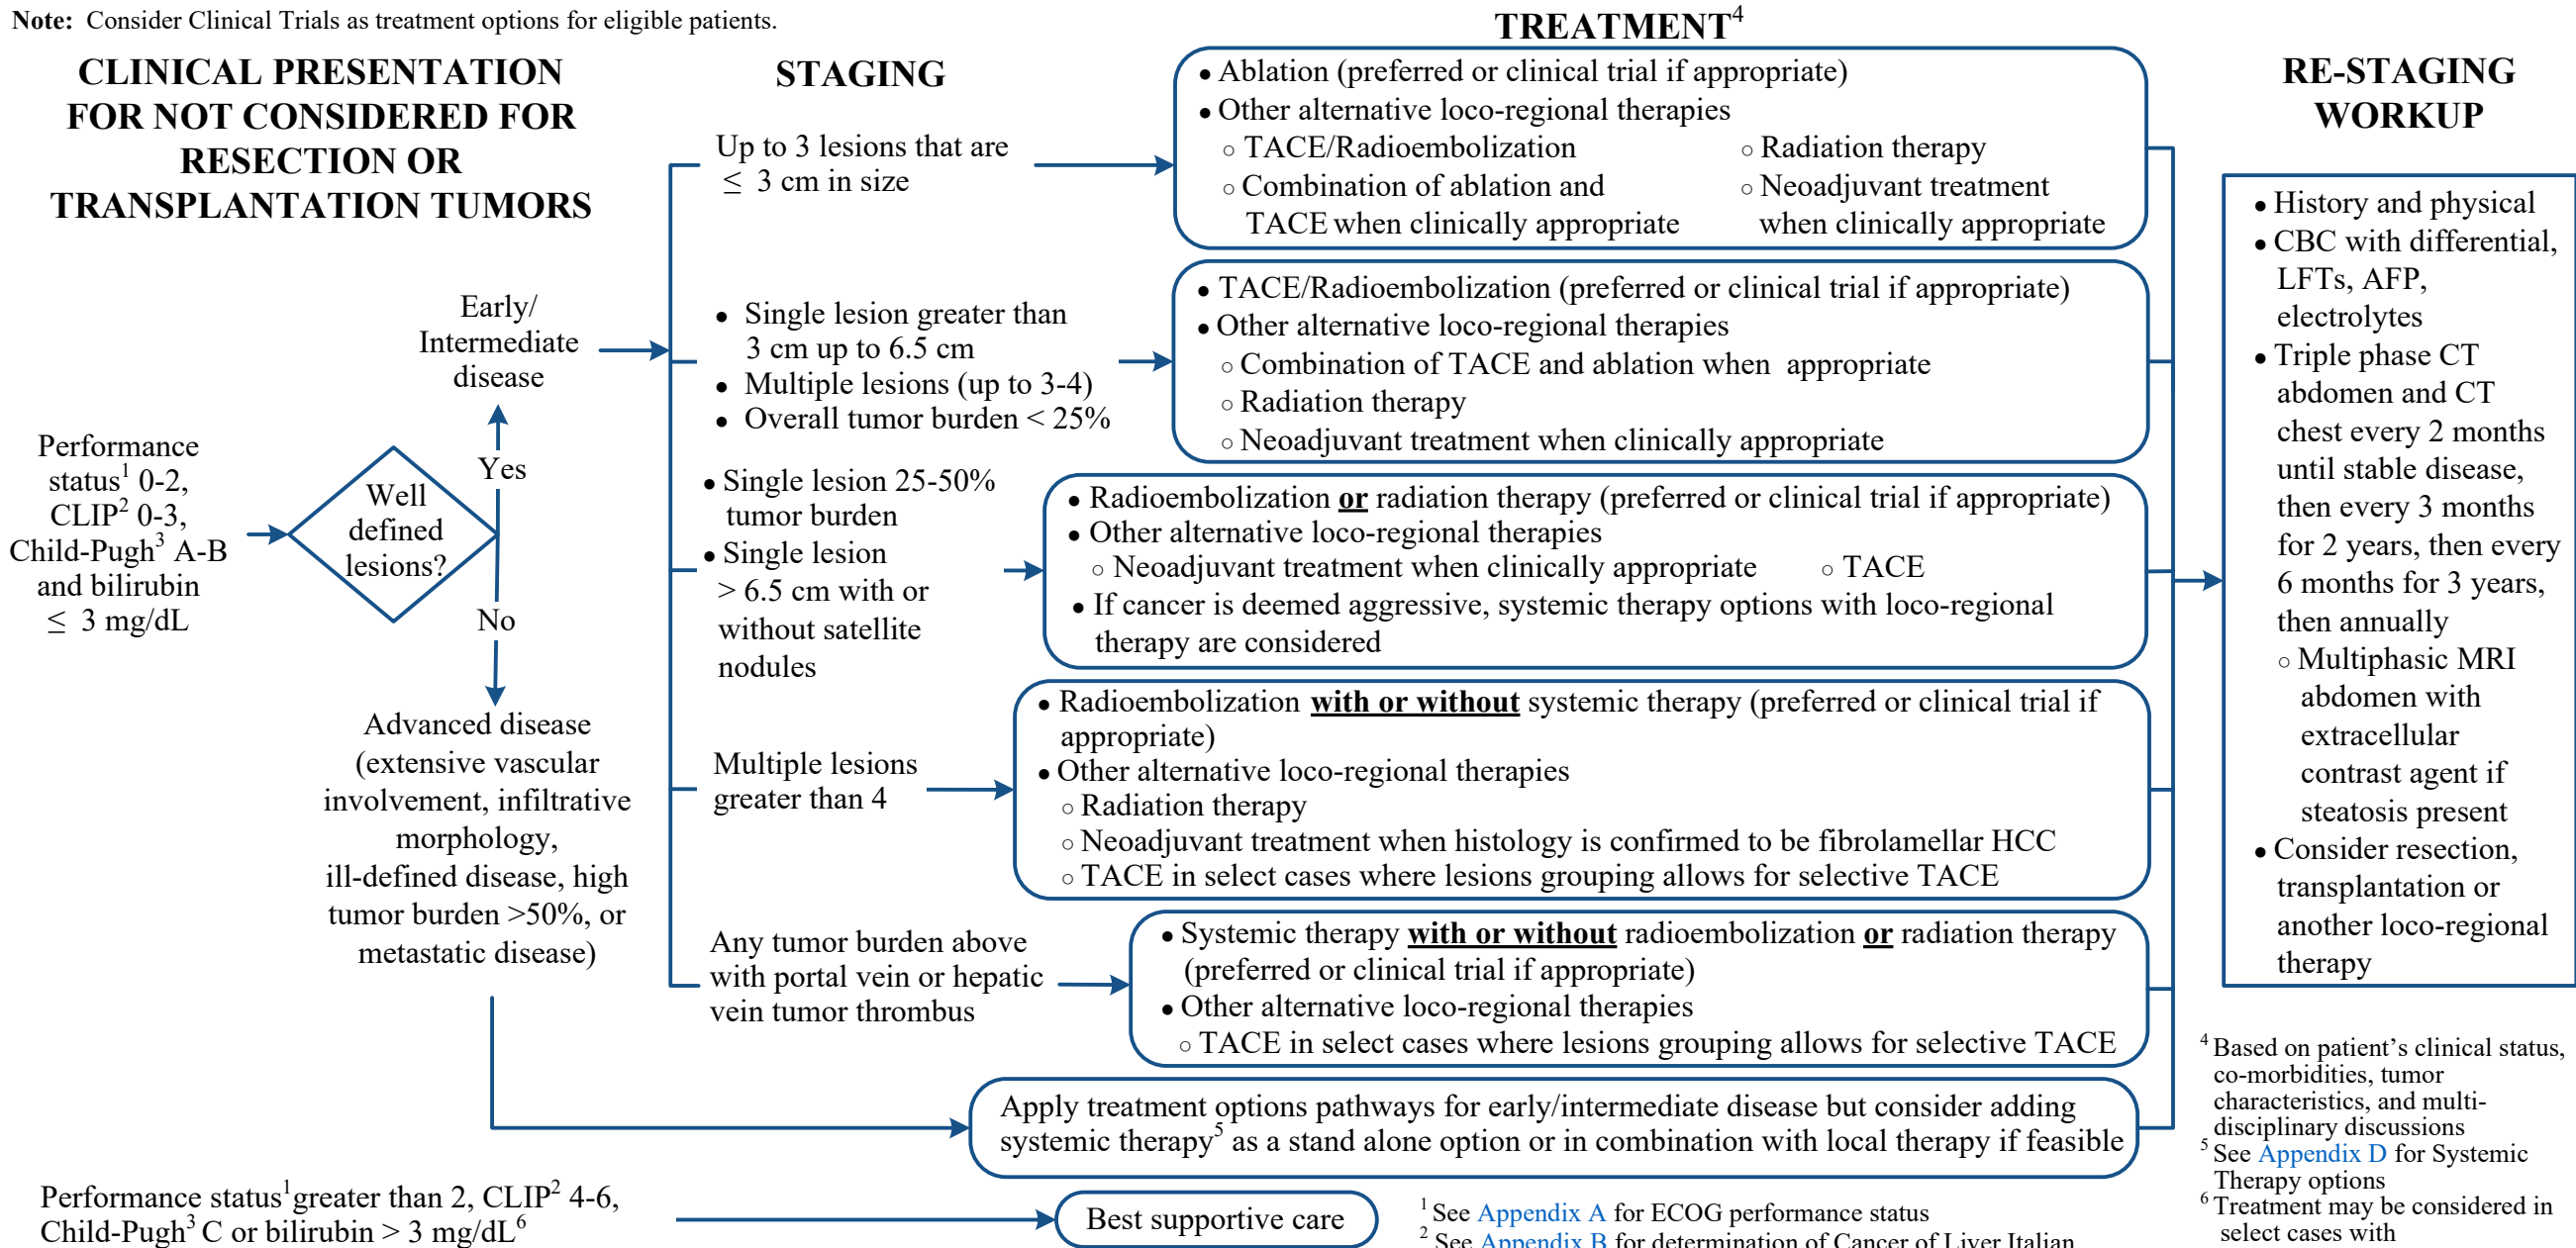 Note: Consider Clinical Trials as treatment options for eligible patients.
CLINICAL PRESENTATION
FOR NOT CONSIDERED FOR
RESECTION OR
TRANSPLANTATION TUMORS
Performance
status1 0-2,
CLIP2 0-3,
Child-Pugh3 A-B
and bilirubin
≤ 3 mg/dL
Well
defined
lesions?
Yes
No
Early/
Intermediate
disease
Advanced disease
(extensive vascular
involvement, infiltrative
morphology,
ill-defined disease, high
tumor burden >50%, or
metastatic disease)
STAGING
Up to 3 lesions that are
≤ 3 cm in size
● Single lesion greater than
3 cm up to 6.5 cm
● Multiple lesions (up to 3-4)
● Overall tumor burden < 25%
● Single lesion 25-50%
tumor burden
● Single lesion
> 6.5 cm with or
without satellite
nodules
Multiple lesions
greater than 4
Any tumor burden above
with portal vein or hepatic
vein tumor thrombus
TREATMENT4
● Ablation (preferred or clinical trial if appropriate)
● Other alternative loco-regional therapies
○ TACE/Radioembolization
○ Combination of ablation and
TACE when clinically appropriate
○ Radiation therapy
○ Neoadjuvant treatment
when clinically appropriate
● TACE/Radioembolization (preferred or clinical trial if appropriate)
● Other alternative loco-regional therapies
○ Combination of TACE and ablation when appropriate
○ Radiation therapy
○ Neoadjuvant treatment when clinically appropriate
● Radioembolization or radiation therapy (preferred or clinical trial if appropriate)
● Other alternative loco-regional therapies
○ Neoadjuvant treatment when clinically appropriate ○ TACE
● If cancer is deemed aggressive, systemic therapy options with loco-regional
therapy are considered
● Radioembolization with or without systemic therapy (preferred or clinical trial if
appropriate)
● Other alternative loco-regional therapies
○ Radiation therapy
○ Neoadjuvant treatment when histology is confirmed to be fibrolamellar HCC
○ TACE in select cases where lesions grouping allows for selective TACE
● Systemic therapy with or without radioembolization or radiation therapy
(preferred or clinical trial if appropriate)
● Other alternative loco-regional therapies
○ TACE in select cases where lesions grouping allows for selective TACE
Apply treatment options pathways for early/intermediate disease but consider adding
systemic therapy5 as a stand alone option or in combination with local therapy if feasible
RE-STAGING
WORKUP
● History and physical
● CBC with differential,
LFTs, AFP,
electrolytes
● Triple phase CT
abdomen and CT
chest every 2 months
until stable disease,
then every 3 months
for 2 years, then every
6 months for 3 years,
then annually
○ Multiphasic MRI
abdomen with
extracellular
contrast agent if
steatosis present
● Consider resection,
transplantation or
another loco-regional
therapy
Performance status1greater than 2, CLIP2 4-6,
Child-Pugh3 C or bilirubin > 3 mg/dL6
Best supportive care
1 See Appendix A for ECOG performance status
2 See Appendix B for determination of Cancer of Liver Italian
4 Based on patient's clinical status,
co-morbidities, tumor
characteristics, and multi-
disciplinary discussions
5 See Appendix D for Systemic
Therapy options
6 Treatment may be considered in
select cases with